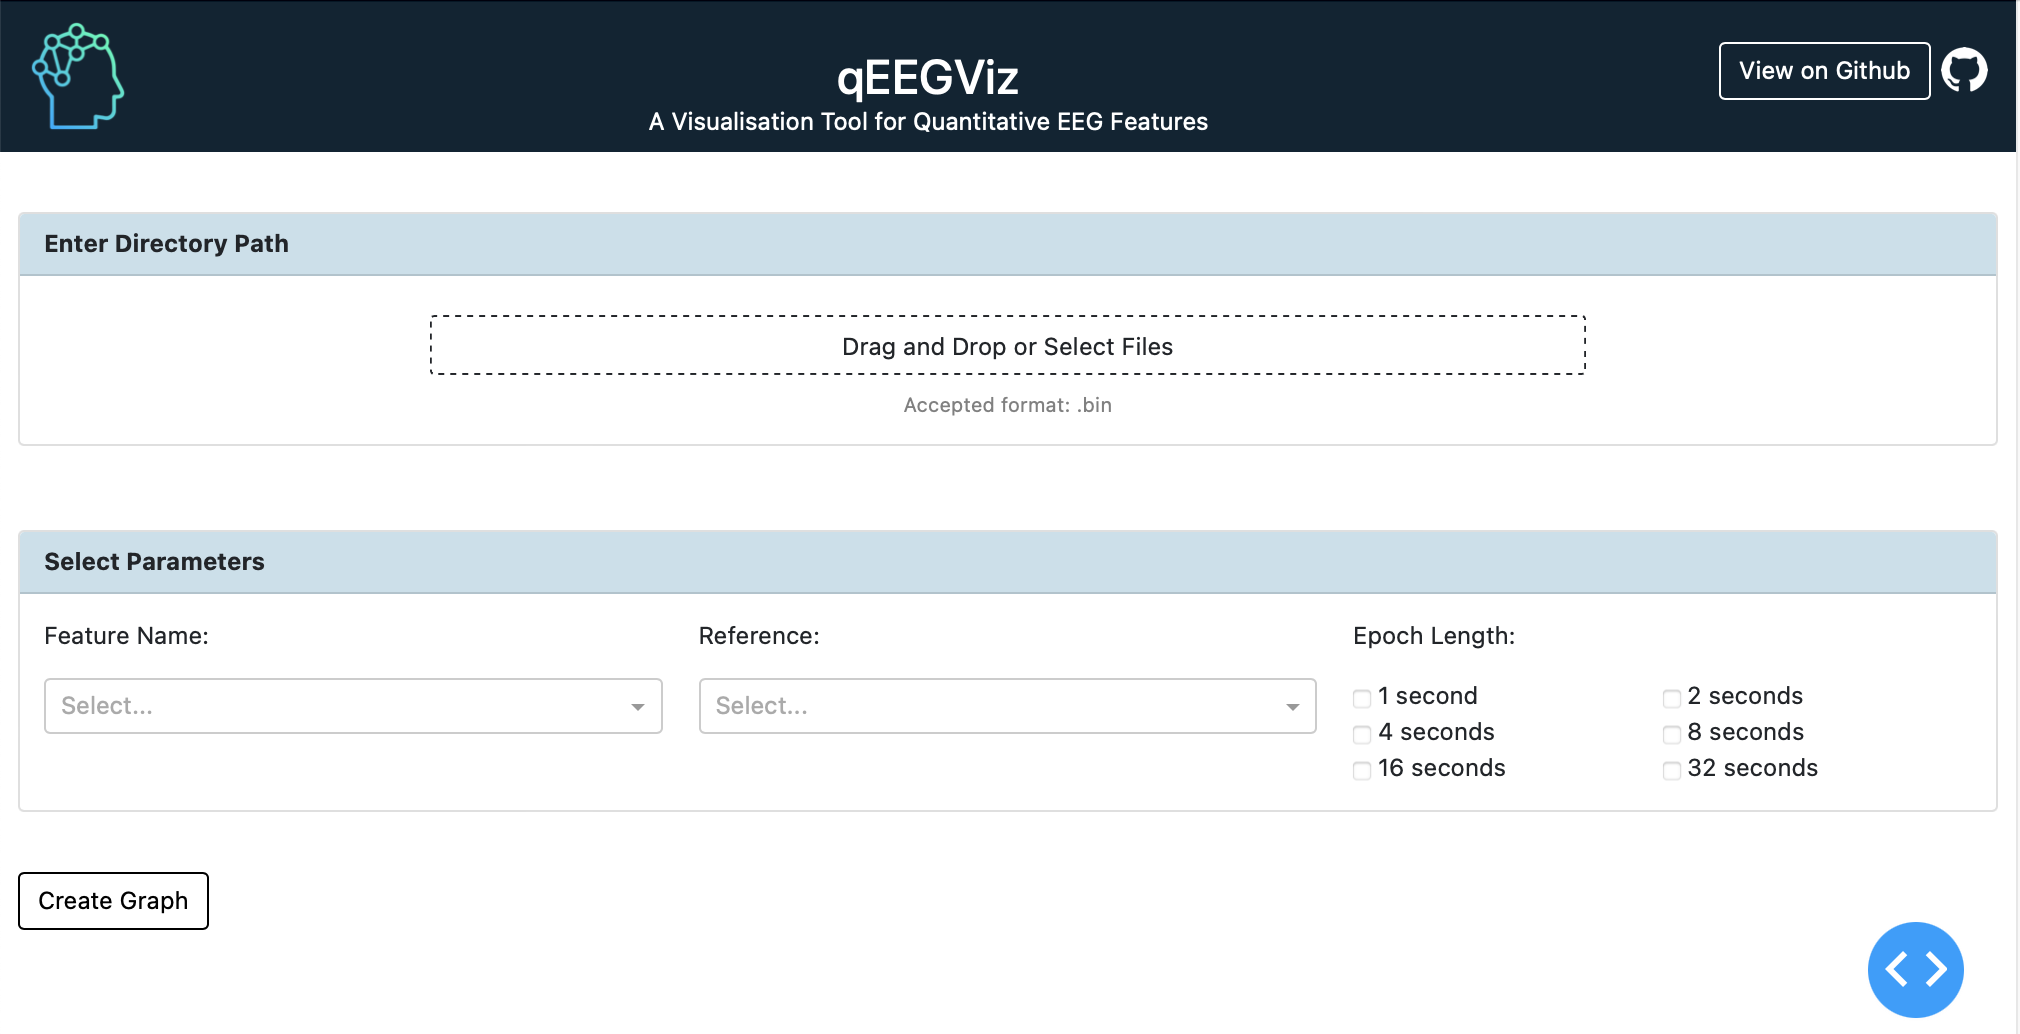 qEEGViz
A Visualisation Tool for Quantitative EEG Features
View on Github
Enter Directory Path
Drag and Drop or Select Files
Accepted format: .bin
Select Parameters
Feature Name:
Reference:
Epoch Length:
Select...
Select...
1 second
2 seconds
4 seconds
8 seconds
16 seconds
32 seconds
Create Graph